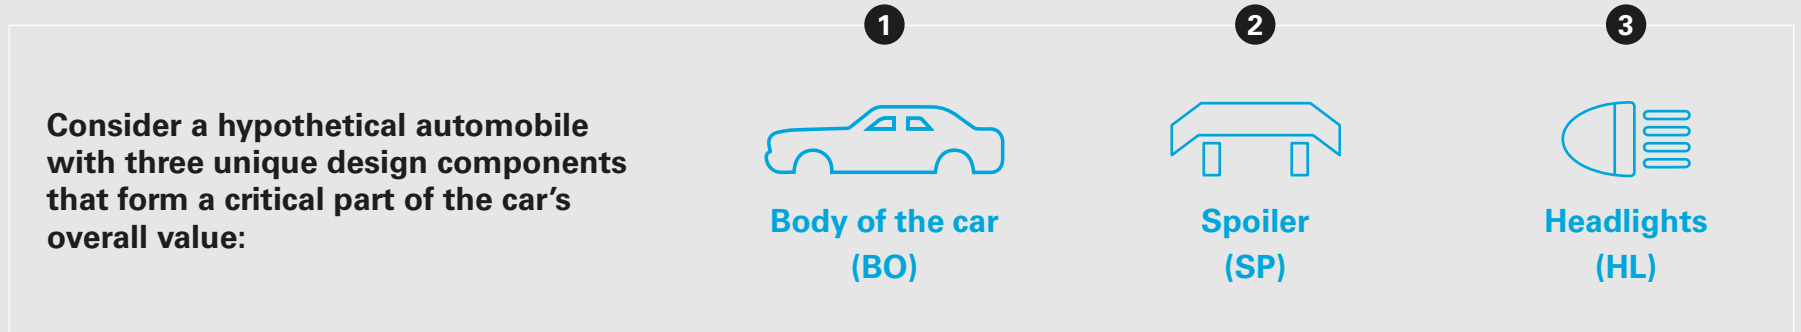 Consider a hypothetical automobile
with three unique design components
that form a critical part of the car's
overall value:
1
Body of the car
(BO)
2
Spoiler
(SP)
3
Headlights
(HL)